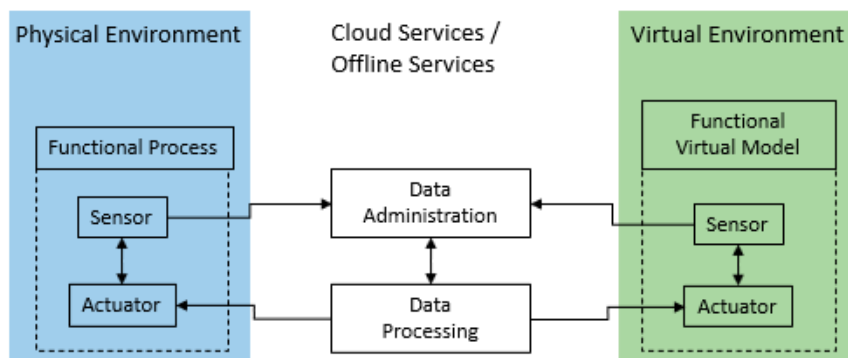 Physical Environment
Cloud Services /
Offline Services
Virtual Environment
Functional Process
Functional
Virtual Model
Sensor
Data
Administration
Sensor
Actuator
Data
Processing
Actuator